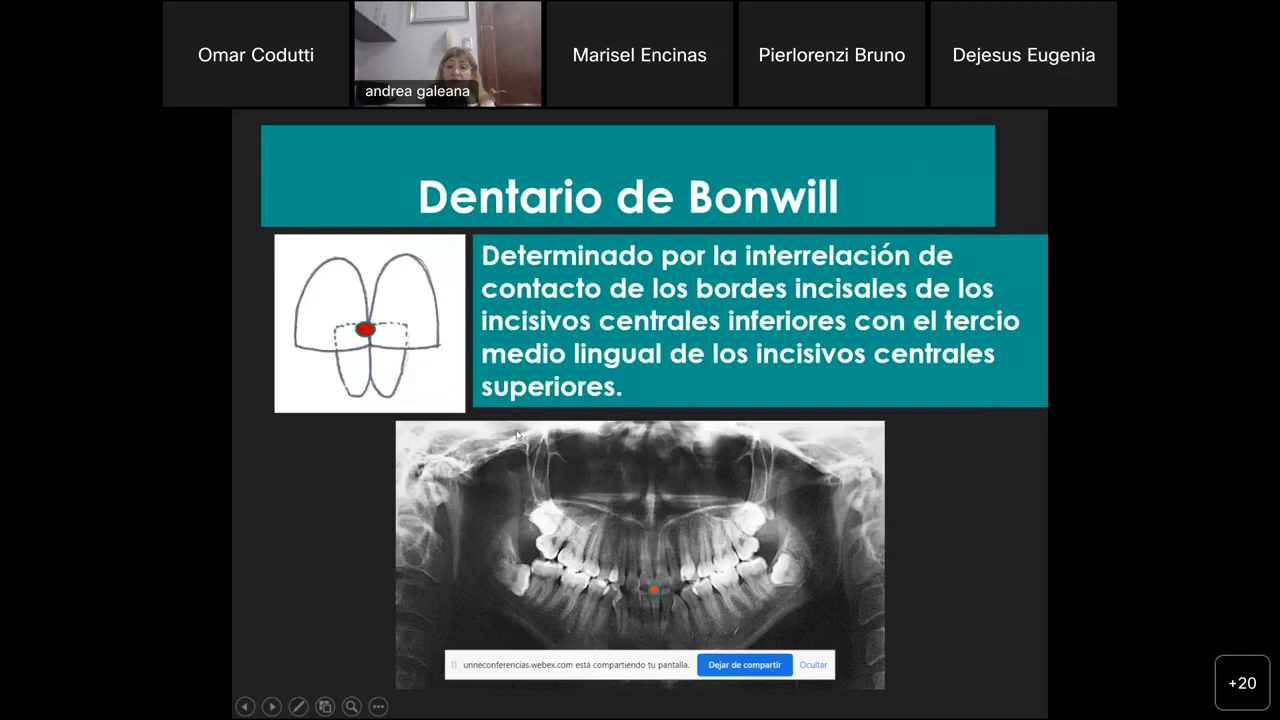 Omar Codutti
andrea galeana
Marisel Encinas
Pierlorenzi Bruno
Dejesus Eugenia
Dentario de Bonwill
Determinado por la interrelación de
contacto de los bordes incisales de los
incisivos centrales inferiores con el tercio
medio lingual de los incisivos centrales
superiores.
unneconferencias.webex.com está compartiendo tu pantalla.
Dejar de compartir
Ocultar
+20